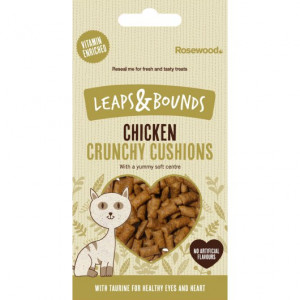 VITAMIN
ENRICHED
Rosewood
Reseal me for fresh and tasty treats
LEAPS&BOUNDS
CHICKEN
CRUNCHY CUSHIONS
With a yummy soft centre
NO ARTIFICIAL
FLAVOURS
WITH TAURINE FOR HEALTHY EYES AND HEART